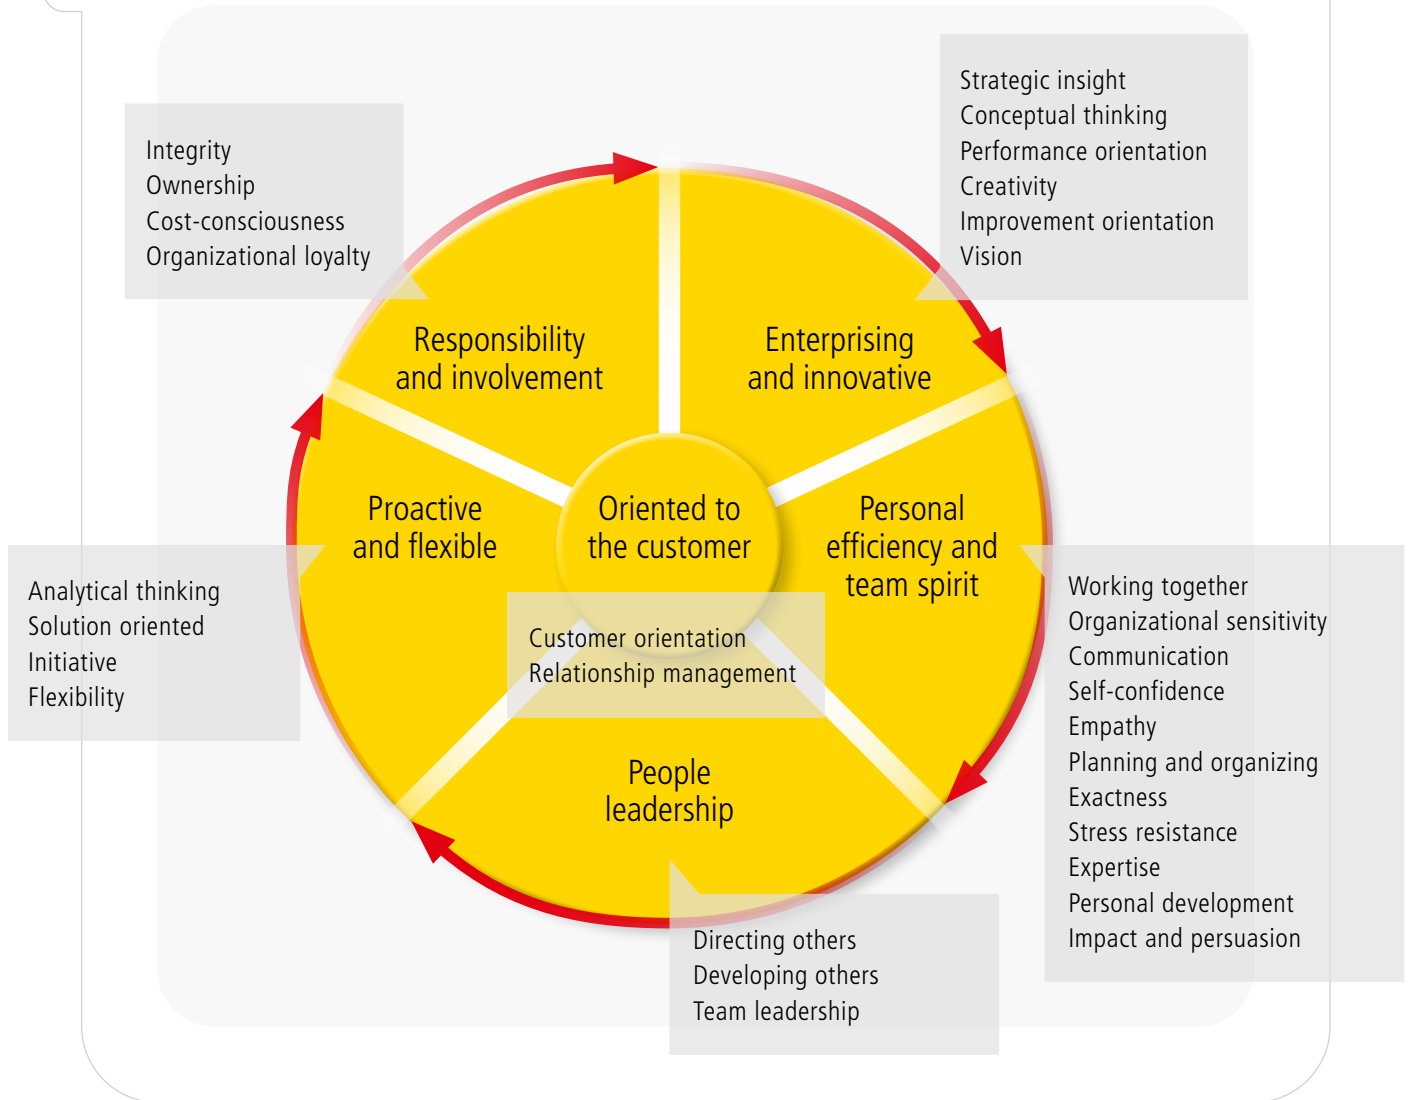 Integrity
Ownership
Cost-consciousness
Organizational loyalty
Strategic insight
Conceptual thinking
Performance orientation
Creativity
Improvement orientation
Vision
Responsibility
and involvement
Enterprising
and innovative
Proactive
and flexible
Oriented to
the customer
Personal
efficiency and
team spirit
Analytical thinking
Solution oriented
Initiative
Flexibility
Customer orientation
Relationship management
Working together
Organizational sensitivity
Communication
Self-confidence
Empathy
Planning and organizing
Exactness
Stress resistance
Expertise
Personal development
Impact and persuasion
People
leadership
Directing others
Developing others
Team leadership